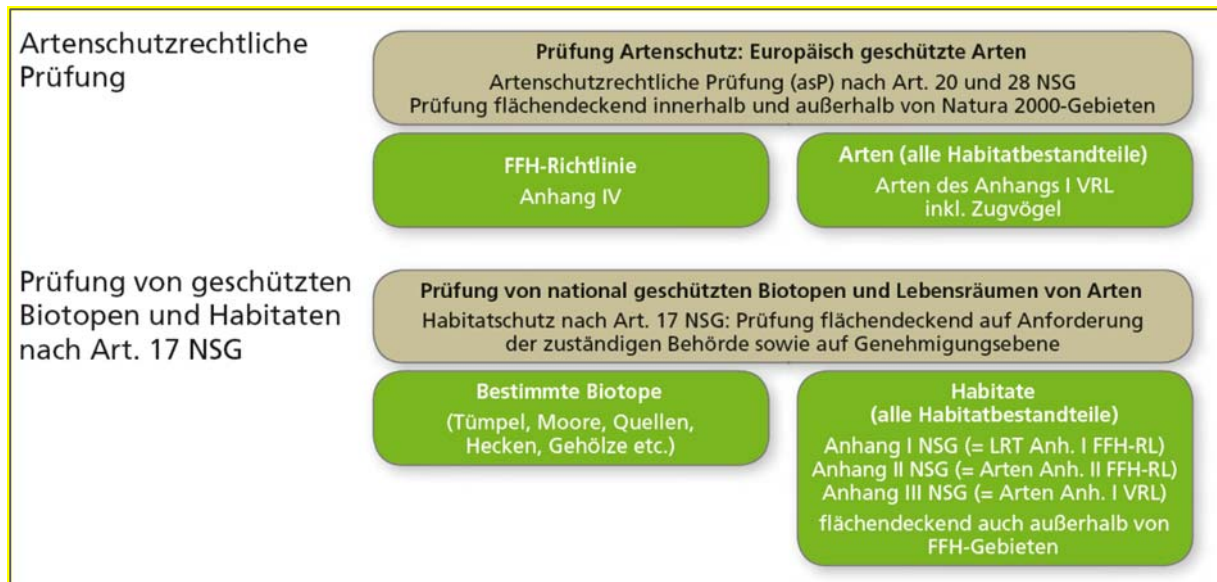 Artenschutzrechtliche
Prüfung
Prüfung Artenschutz: Europäisch geschützte Arten
Artenschutzrechtliche Prüfung (asP) nach Art. 20 und 28 NSG
Prüfung flächendeckend innerhalb und außerhalb von Natura 2000-Gebieten
FFH-Richtlinie
Anhang IV
Arten (alle Habitatbestandteile)
Arten des Anhangs I VRL
inkl. Zugvögel
Prüfung von geschützten
Biotopen und Habitaten
nach Art. 17 NSG
Prüfung von national geschützten Biotopen und Lebensräumen von Arten
Habitatschutz nach Art. 17 NSG: Prüfung flächendeckend auf Anforderung
der zuständigen Behörde sowie auf Genehmigungsebene
Bestimmte Biotope
(Tümpel, Moore, Quellen,
Hecken, Gehölze etc.)
Habitate
(alle Habitatbestandteile)
Anhang I NSG (= LRT Anh. I FFH-RL)
Anhang II NSG (= Arten Anh. II FFH-RL)
Anhang III NSG (= Arten Anh. I VRL)
flächendeckend auch außerhalb von
FFH-Gebieten